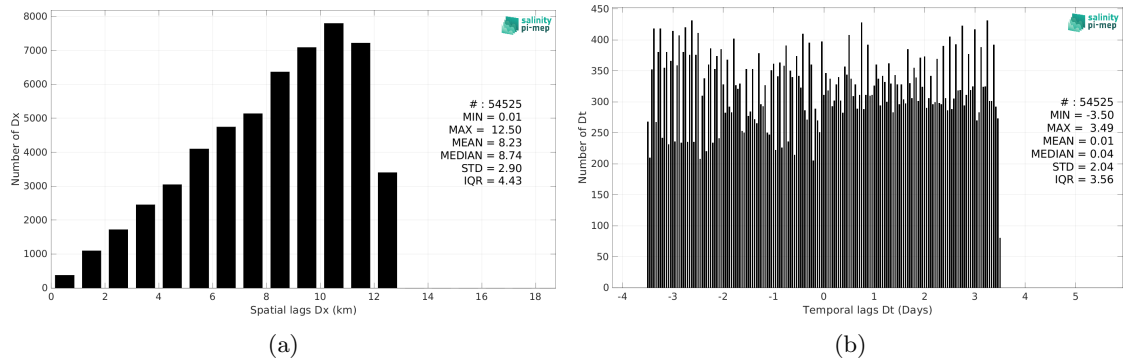 8000
7000
6000
5000
4000
3000
2000
1000
0
Number of Dx
0 2 4 6 8 10 12 14 16 18
Spatial lags Dx (km)
salinity
pi-mep
# : 54525
MIN = 0.01
MAX = 12.50
MEAN = 8.23
MEDIAN = 8.74
STD = 2.90
IQR = 4.43
(a)
450
400
350
300
250
200
150
100
50
0
Number of Dt
-4 -3 -2 -1 0 1 2 3 4 5
Temporal lags Dt (Days)
salinity
pi-mep
# : 54525
MIN = -3.50
MAX = 3.49
MEAN = 0.01
MEDIAN = 0.04
STD = 2.04
IQR = 3.56
(b)